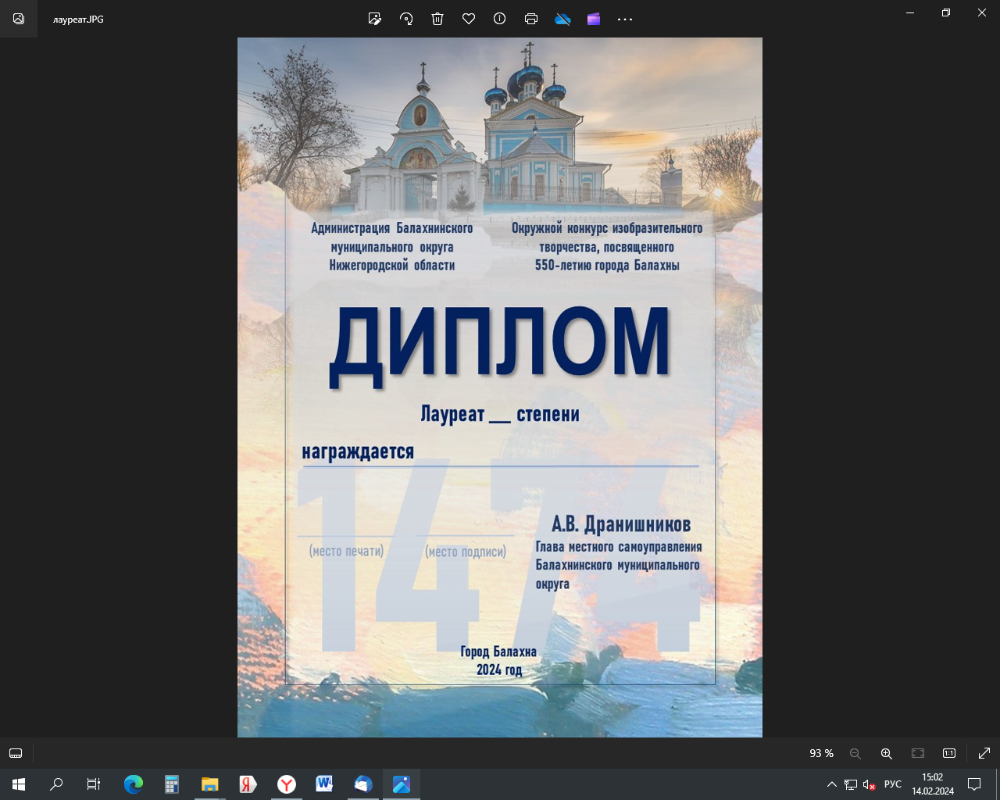 лауреат.JPG
Администрация Балахнинского
муниципального округа
Нижегородской области
Окружной конкурс изобразительного
творчества, посвященного
550-летию города Балахны
ДИПЛОМ
Лауреат __ степени
награждается
1474
А.В. Дранишников
Глава местного самоуправления
Балахнинского муниципального
округа
(место печати)
(место подписи)
Город Балахна
2024 год
93 %
1:1
РУС
15:02
14.02.2024